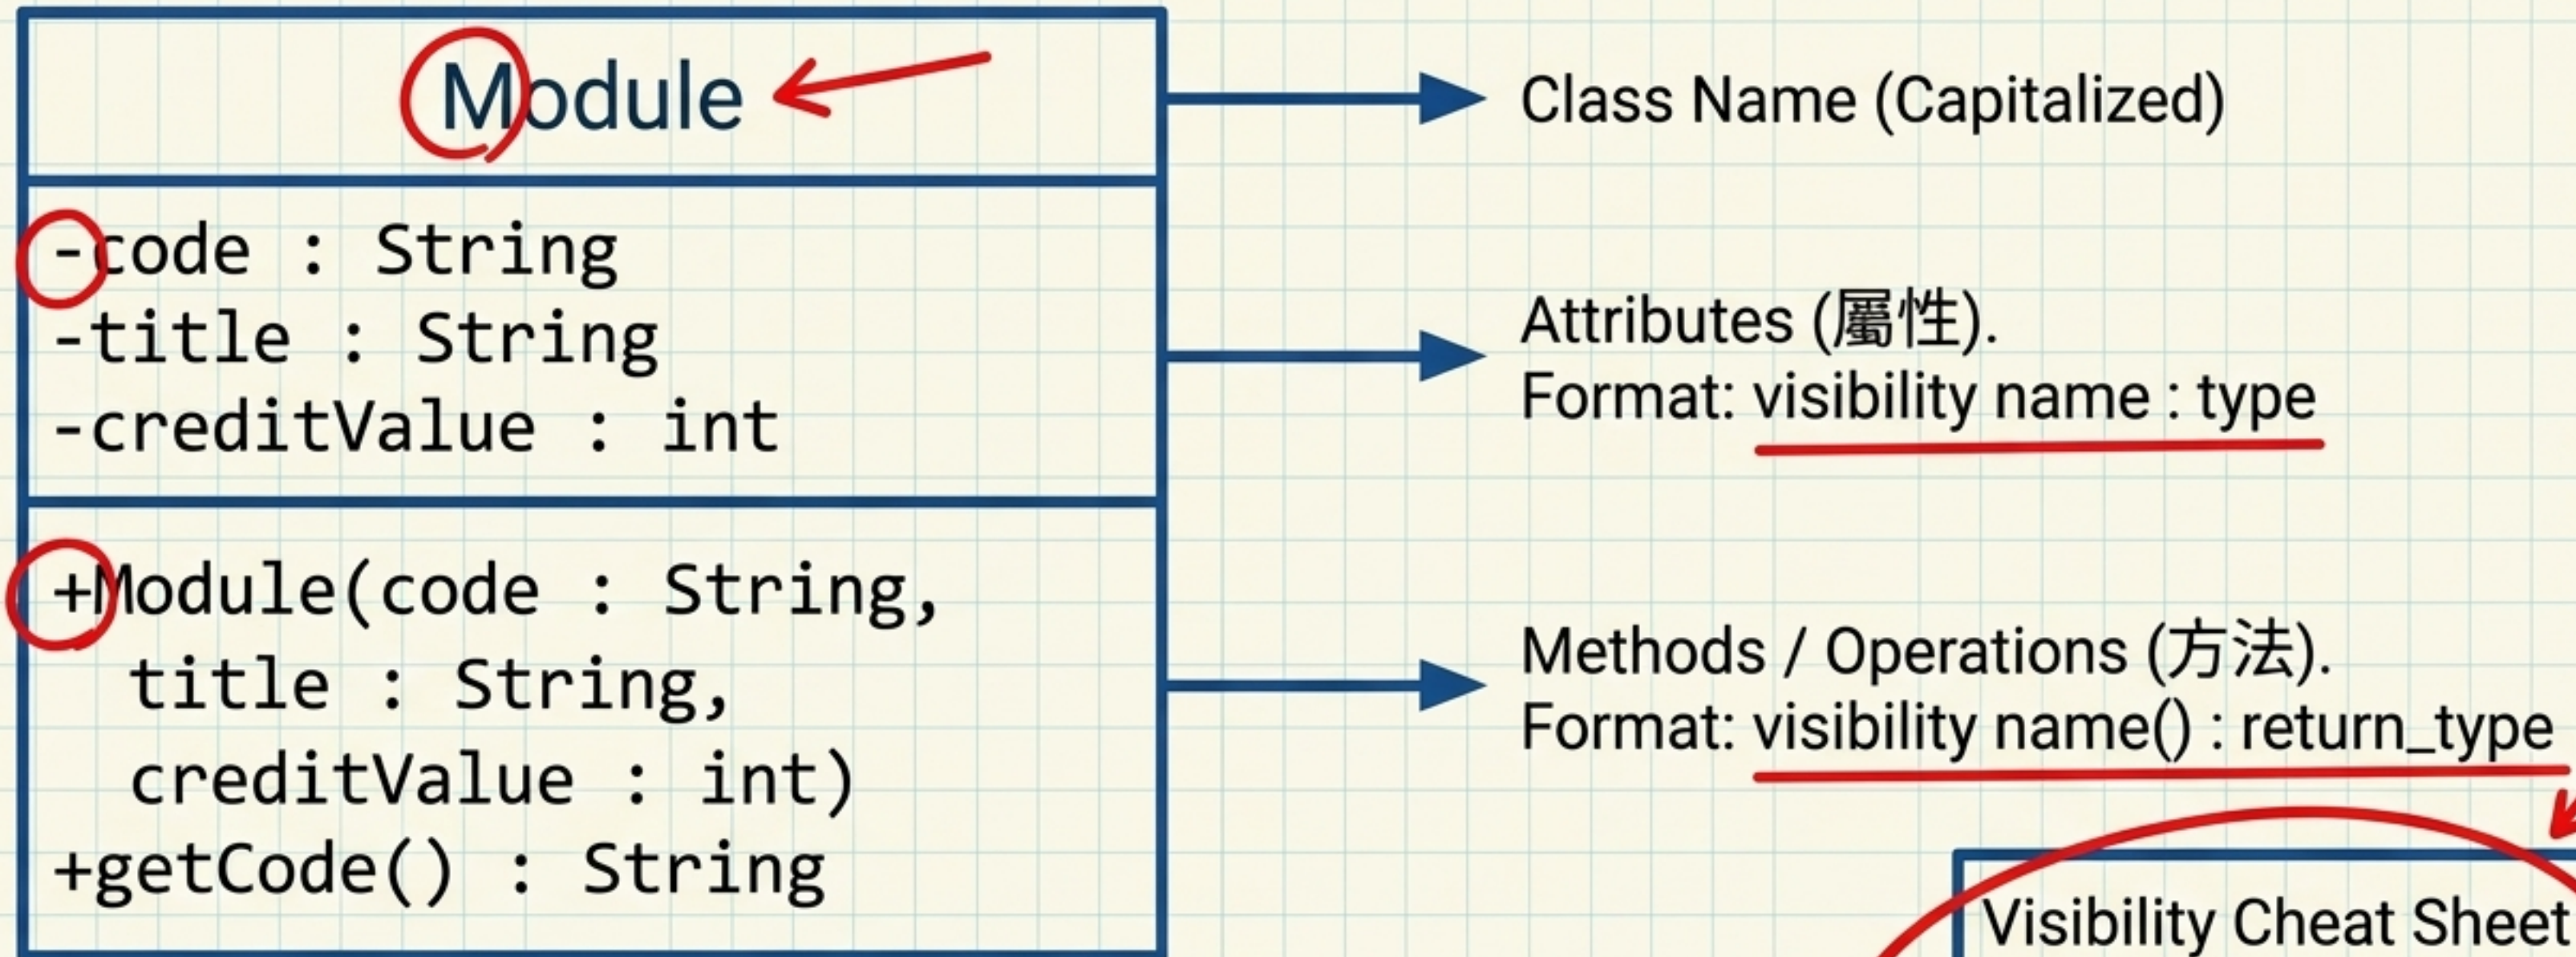 Module
Class Name (Capitalized)
-code : String
-title : String
-creditValue : int
Attributes (屬性).
Format: visibility name : type
+Module(code : String,
title : String,
creditValue : int)
+getCode() : String
Methods / Operations (方法).
Format: visibility name() : return_type
Visibility Cheat Sheet